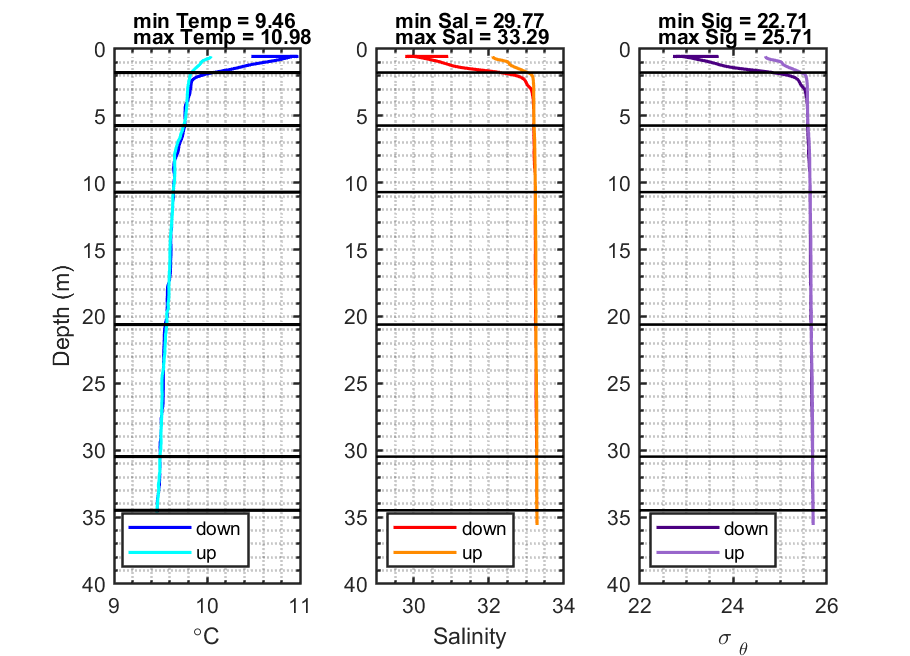 min Temp = 9.46
max Temp = 10.98
min Sal = 29.77
max Sal = 33.29
min Sig = 22.71
max Sig = 25.71
Depth (m)
0
5
10
15
20
25
30
35
40
down
up
9 10 11
°C
0
5
10
15
20
25
30
35
40
down
up
30 32 34
Salinity
0
5
10
15
20
25
30
35
40
down
up
22 24 26
σ θ